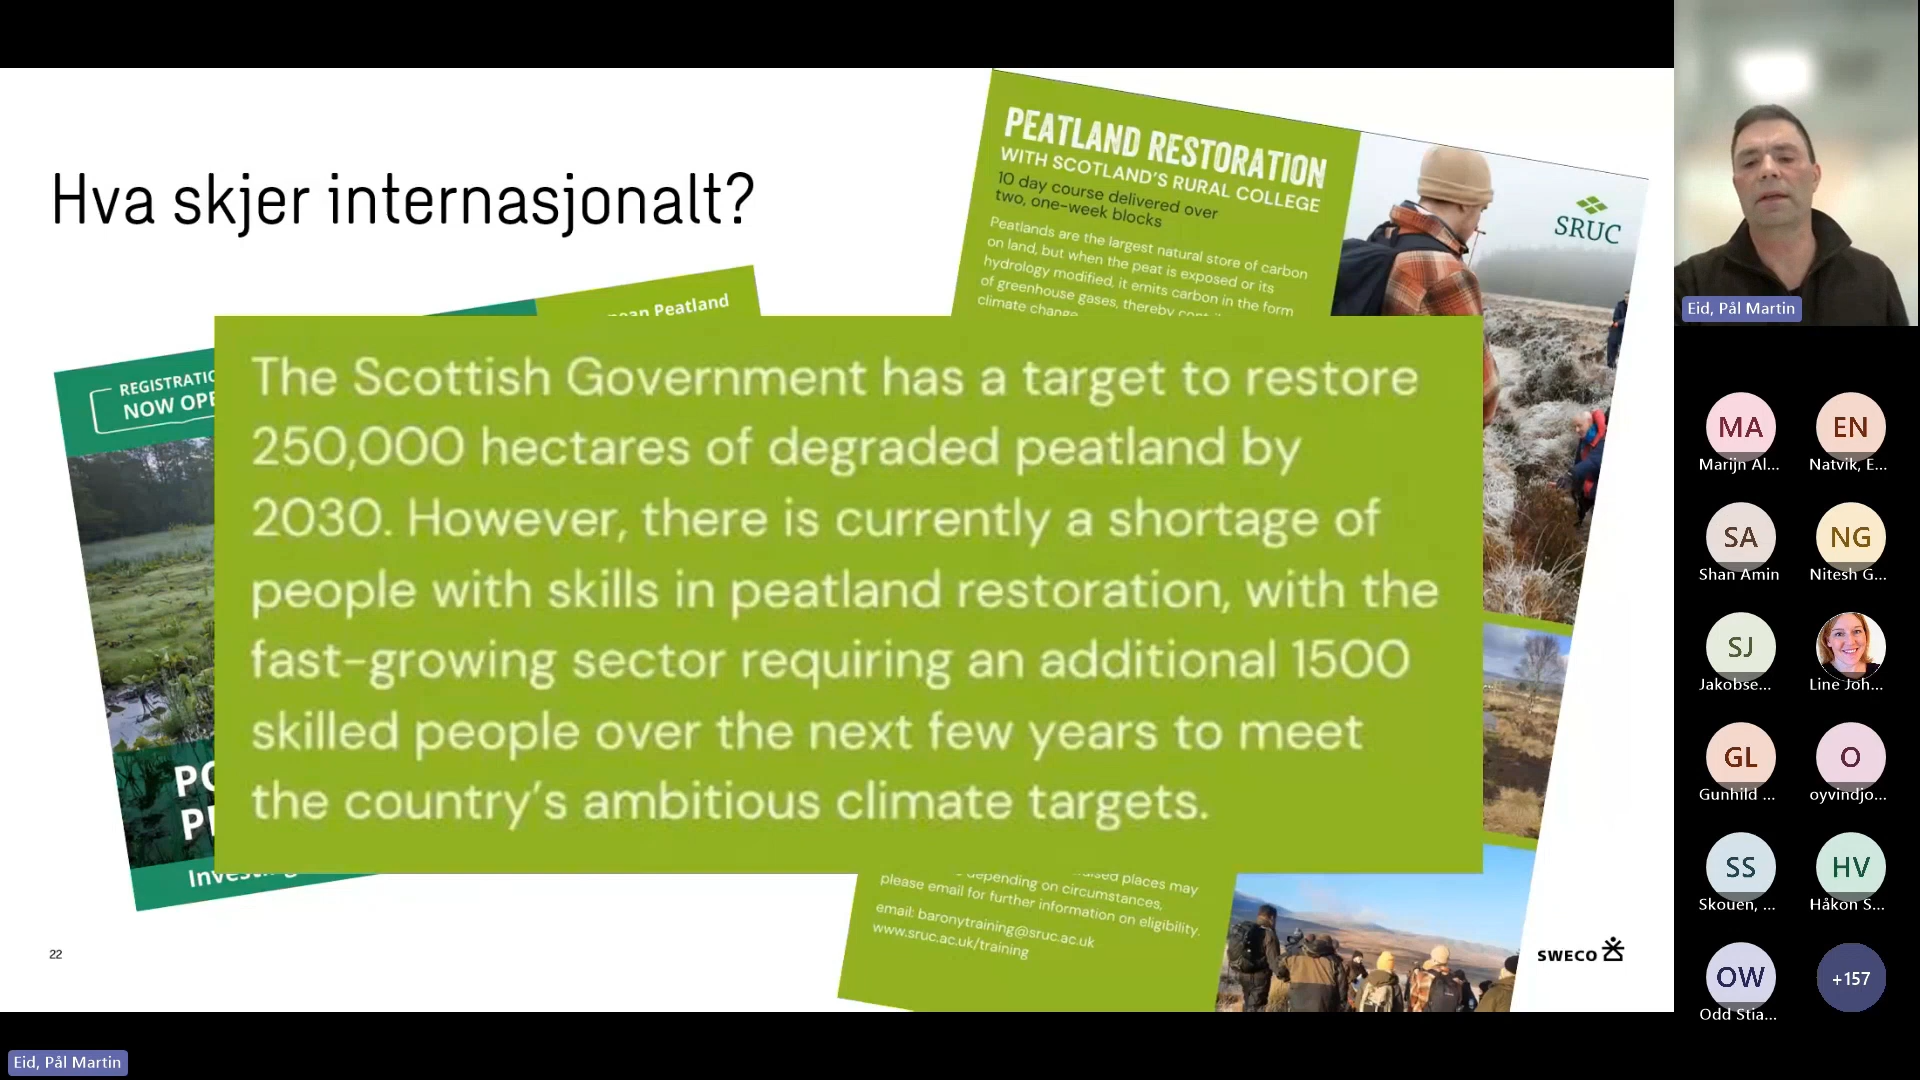 Hva skjer internasjonalt?
PEATLAND RESTORATION
WITH SCOTLAND'S RURAL COLLEGE
10 day course delivered over
two, one-week blocks
Peatlands are the largest natural store of carbon
on land, but when the peat is exposed or its
hydrology modified, it emits carbon in the form
of greenhouse gases, thereby
climate change
SRUC
Peatland
REGISTRATIO
NOW OPE
The Scottish Government has a target to restore
250,000 hectares of degraded peatland by
2030. However, there is currently a shortage of
people with skills in peatland restoration, with the
fast-growing sector requiring an additional 1500
skilled people over the next few years to meet
the country's ambitious climate targets.
places may
depending on circumstances,
please email for further information on eligibility.
email: baronytraining@sruc.ac.uk
www.sruc.ac.uk/training
22
SWECO
Eid, Pål Martin
MA
Marijn Al...
EN
Natvik, E...
SA
Shan Amin
NG
Nitesh G...
SJ
Jakobse...
Line Joh...
GL
Gunhild ...
O
oyvindjo...
SS
Skouen, ...
HV
Håkon S...
OW
Odd Stia...
+157
Eid, Pål Martin